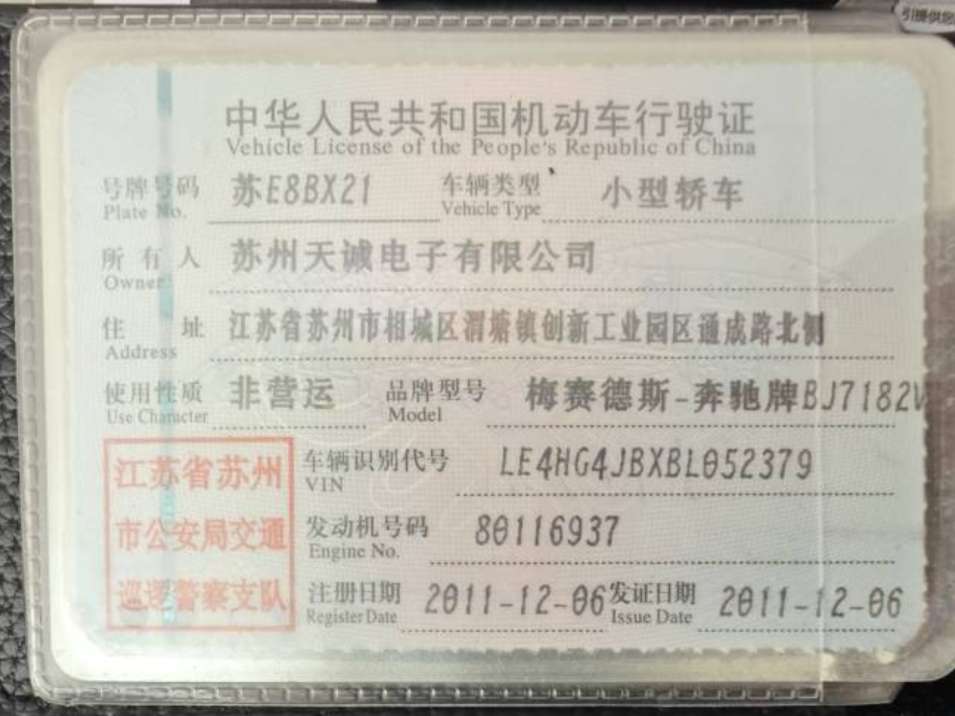 引擎供您
中华人民共和国机动车行驶证
Vehicle License of the People's Republic of China
号牌号码 苏E8BX21 车辆类型 小型轿车
Plate No. Vehicle Type
所有人 苏州天诚电子有限公司
Owner
住址 江苏省苏州市相城区渭塘镇创新工业园区通成路北侧
Address
使用性质 非营运 品牌型号 梅赛德斯-奔驰牌BJ7182V
Use Character Model
江苏省苏州
市公安局交通
巡逻警察支队
车辆识别代号 LE4HG4JBXBL052379
VIN
发动机号码 80116937
Engine No.
注册日期 2011-12-06 发证日期 2011-12-06
Register Date Issue Date